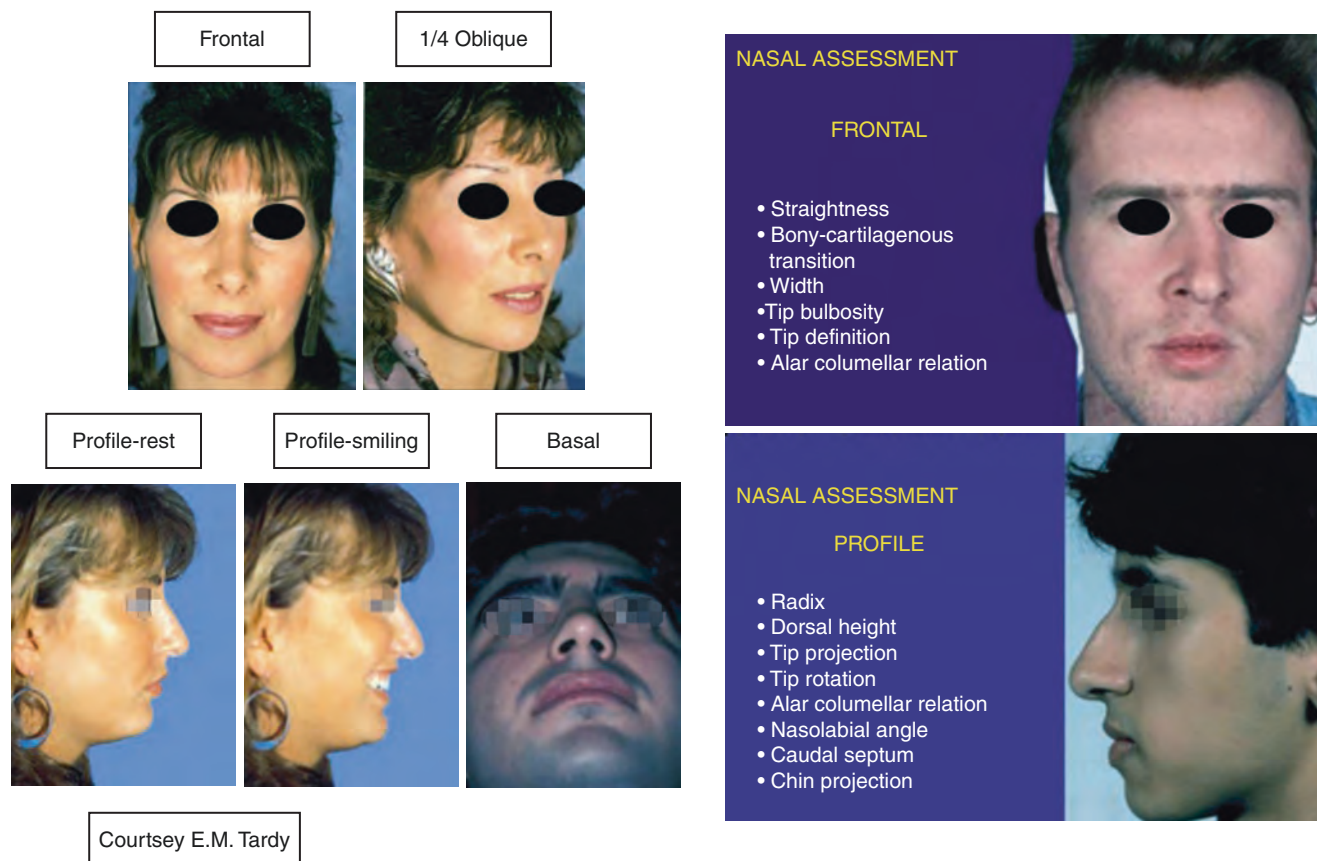 Frontal
1/4 Oblique
Profile-rest
Profile-smiling
Basal
Courtsey E.M. Tardy
NASAL ASSESSMENT
FRONTAL
• Straightness
• Bony-cartilagenous
transition
• Width
•Tip bulbosity
• Tip definition
• Alar columellar relation
NASAL ASSESSMENT
PROFILE
• Radix
• Dorsal height
• Tip projection
• Tip rotation
• Alar columellar relation
• Nasolabial angle
• Caudal septum
• Chin projection